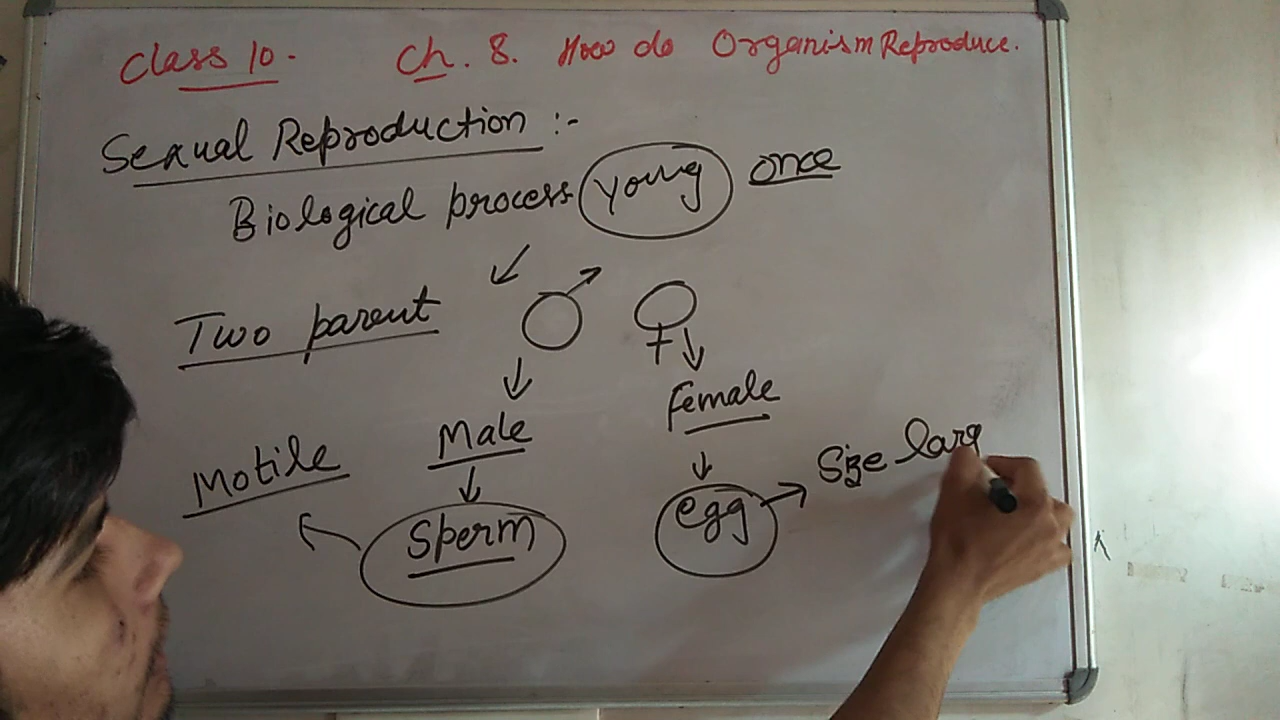 Class 10. Ch. 8. How do Organism Reproduce.
Sexual Reproduction :-
Biological process young once
Two parent
Female
Male
Size larg
Motile
Sperm
egg